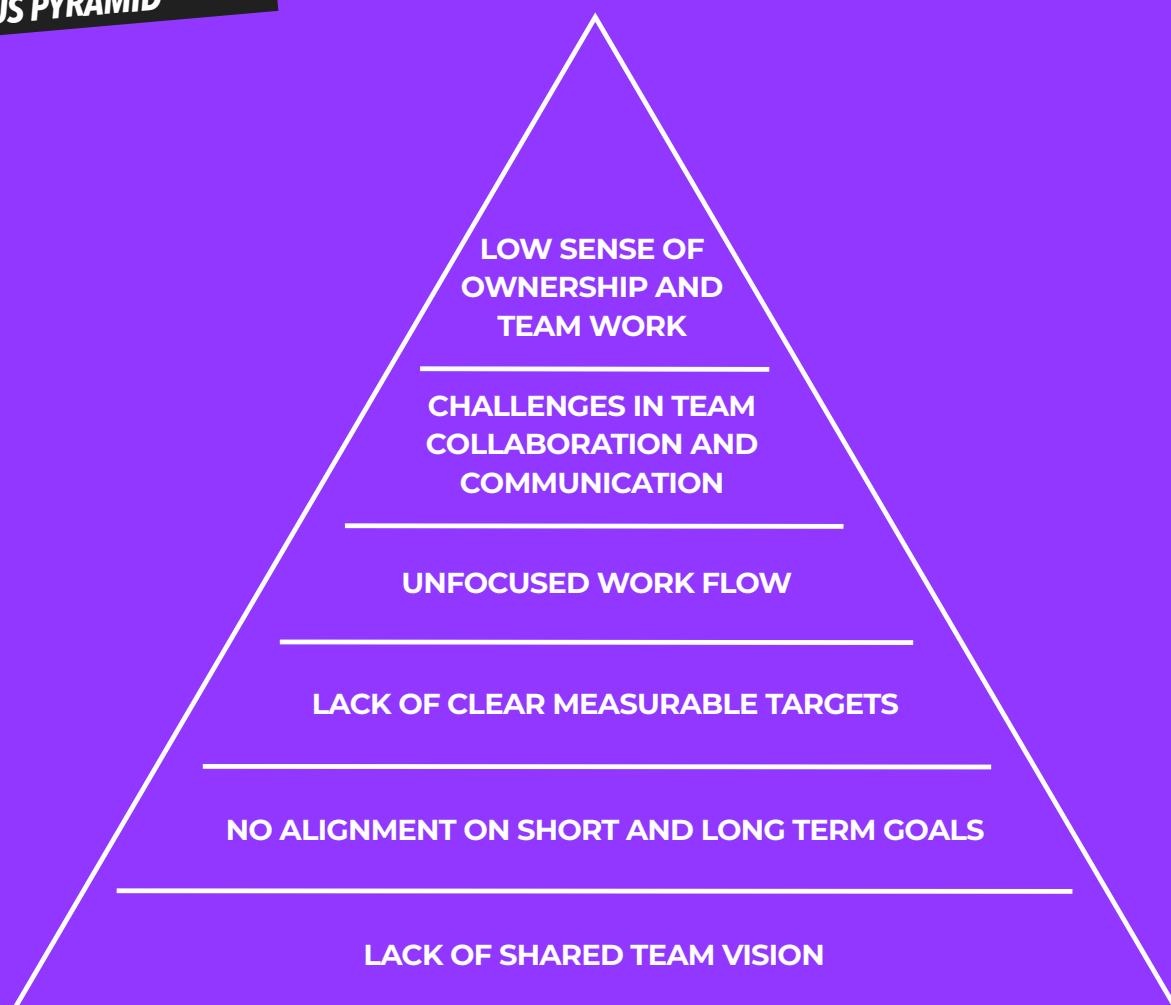 US PYRAMID
LOW SENSE OF
OWNERSHIP AND
TEAM WORK
CHALLENGES IN TEAM
COLLABORATION AND
COMMUNICATION
UNFOCUSED WORK FLOW
LACK OF CLEAR MEASURABLE TARGETS
NO ALIGNMENT ON SHORT AND LONG TERM GOALS
LACK OF SHARED TEAM VISION